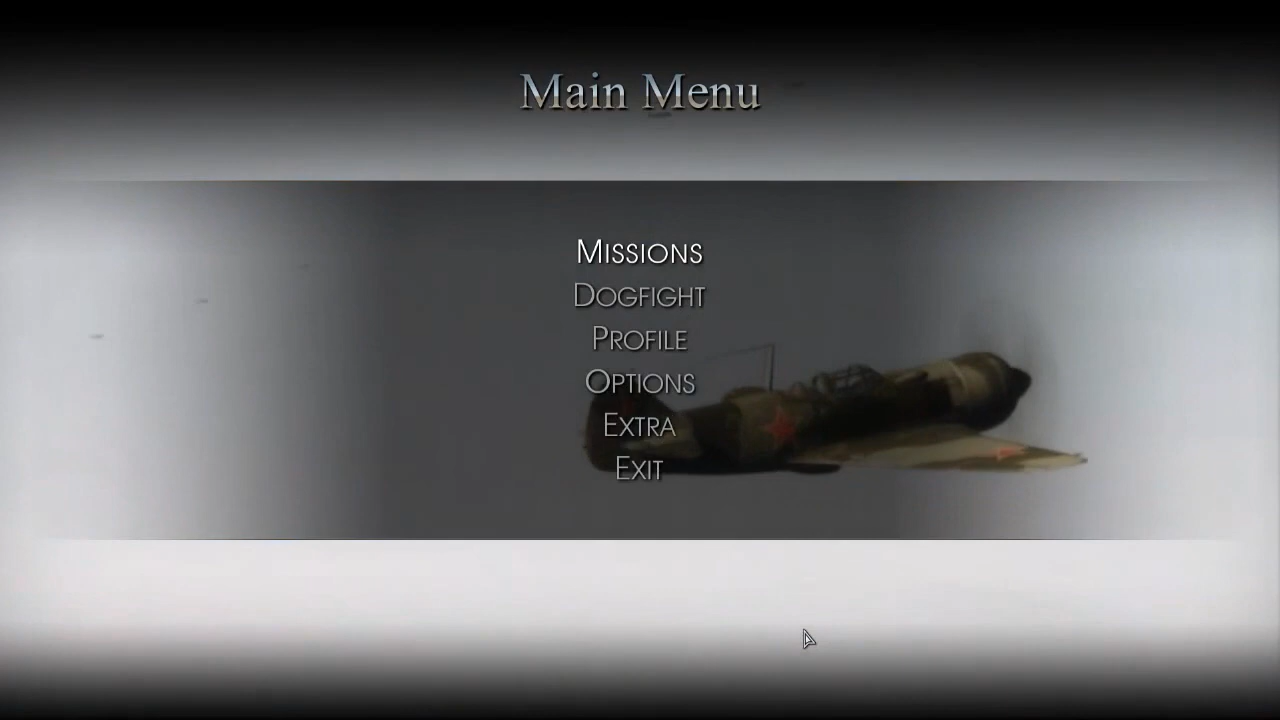 Main Menu
Missions
Dogfight
Profile
Options
Extra
Exit